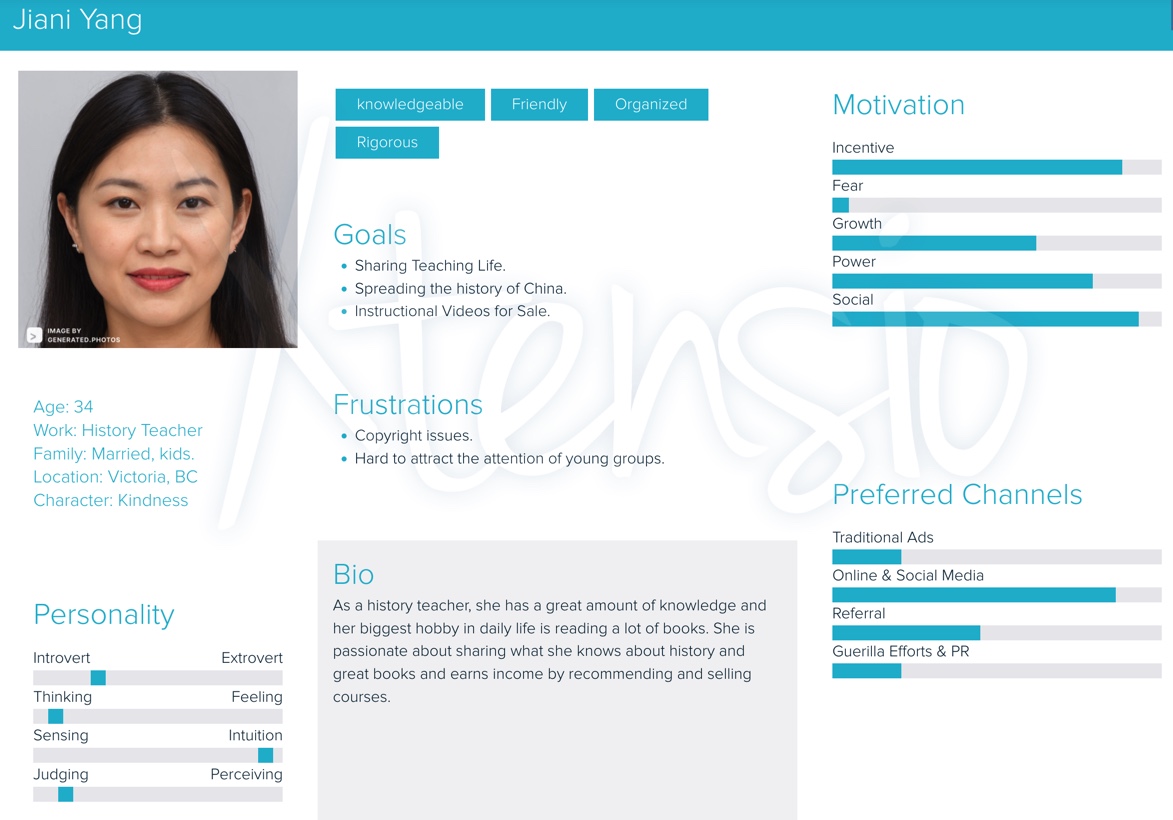 Jiani Yang
IMAGE BY
GENERATED.PHOTOS
Age: 34
Work: History Teacher
Family: Married, kids.
Location: Victoria, BC
Character: Kindness
Personality
Introvert Extrovert
Thinking Feeling
Sensing Intuition
Judging Perceiving
knowledgeable Friendly Organized
Rigorous
Goals
Sharing Teaching Life.
Spreading the history of China.
Instructional Videos for Sale.
Frustrations
Copyright issues.
Hard to attract the attention of young groups.
Bio
As a history teacher, she has a great amount of knowledge and
her biggest hobby in daily life is reading a lot of books. She is
passionate about sharing what she knows about history and
great books and earns income by recommending and selling
courses.
Motivation
Incentive
Fear
Growth
Power
Social
Preferred Channels
Traditional Ads
Online & Social Media
Referral
Guerilla Efforts & PR
Xtensio